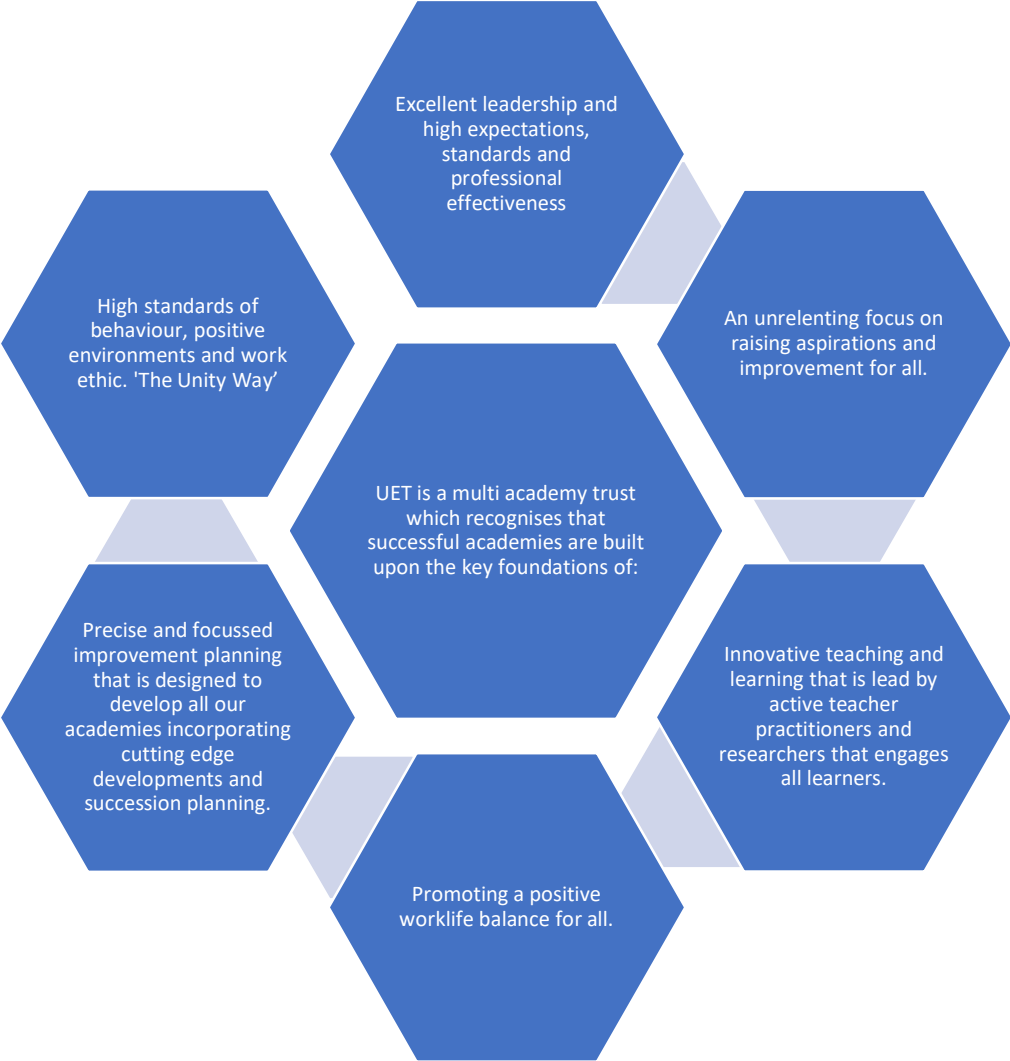 Excellent leadership and
high expectations,
standards and
professional
effectiveness
An unrelenting focus on
raising aspirations and
improvement for all.
Innovative teaching and
learning that is lead by
active teacher
practitioners and
researchers that engages
all learners.
Promoting a positive
worklife balance for all.
Precise and focussed
improvement planning
that is designed to
develop all our
academies incorporating
cutting edge
developments and
succession planning.
High standards of
behaviour, positive
environments and work
ethic. 'The Unity Way’
UET is a multi academy trust
which recognises that
successful academies are built
upon the key foundations of: